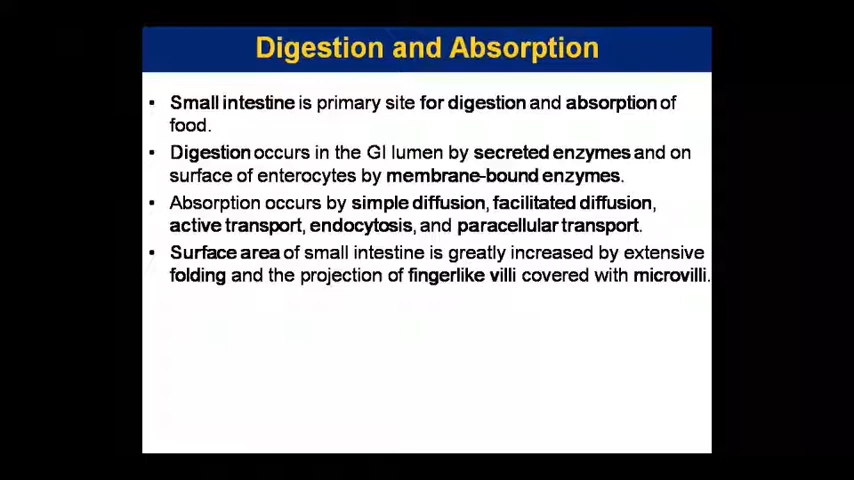 Digestion and Absorption
• Small intestine is primary site for digestion and absorption of
food.
• Digestion occurs in the GI lumen by secreted enzymes and on
surface of enterocytes by membrane-bound enzymes.
• Absorption occurs by simple diffusion, facilitated diffusion,
active transport, endocytosis, and paracellular transport.
• Surface area of small intestine is greatly increased by extensive
folding and the projection of fingerlike villi covered with microvilli.